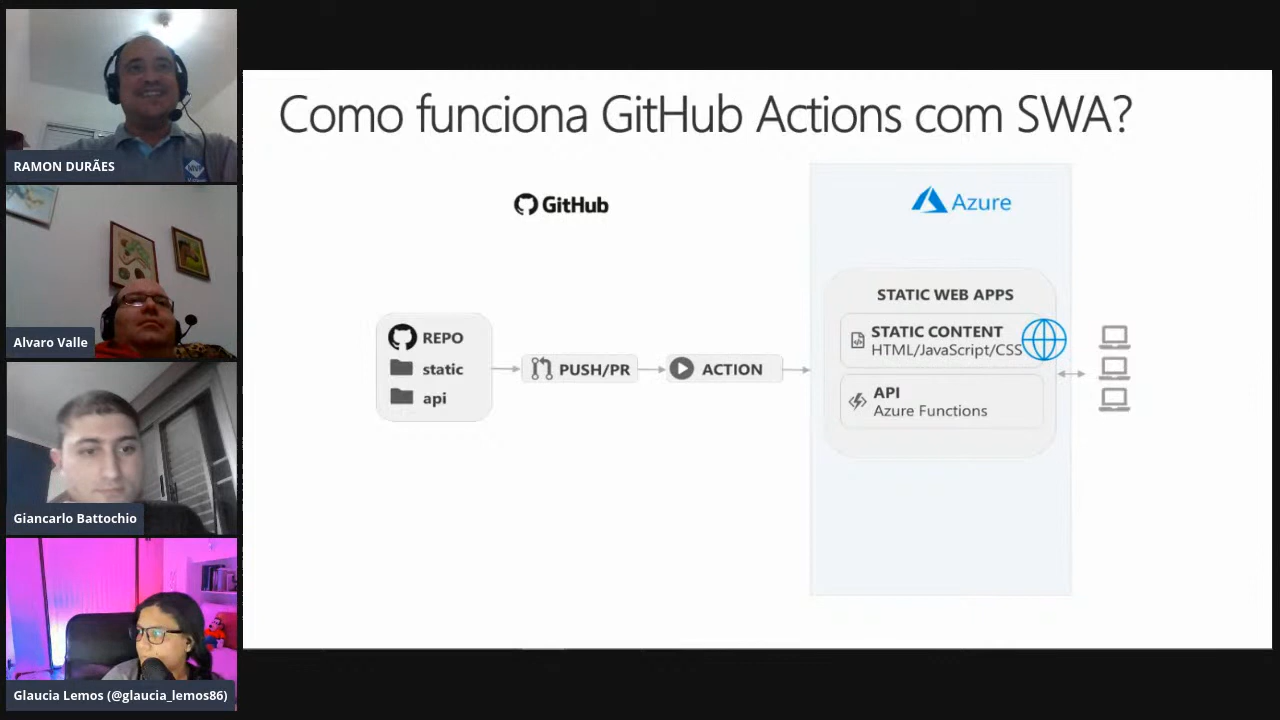 RAMON DURÃES
Alvaro Valle
Giancarlo Battochio
Glaucia Lemos (@glaucia_lemos86)
Como funciona GitHub Actions com SWA?
GitHub
Azure
REPO
static
api
PUSH/PR
ACTION
STATIC WEB APPS
STATIC CONTENT
HTML/JavaScript/CSS
API
Azure Functions